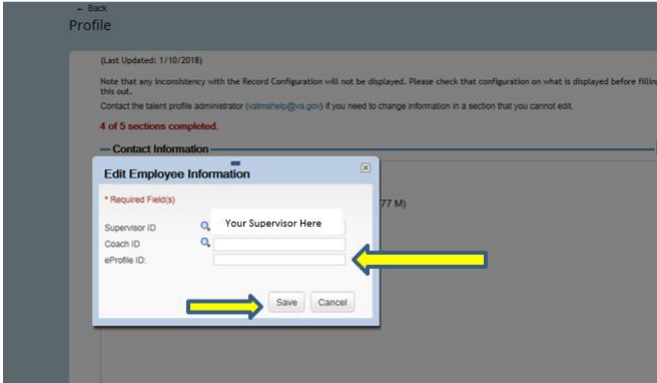 ← Back
Profile
(Last Updated: 1/10/2018)
Note that any inconsistency with the Record Configuration will not be displayed. Please check that configuration on what is displayed before filling
this out.
Contact the talent profile administrator (vatmshelp@va.gov) if you need to change information in a section that you cannot edit.
4 of 5 sections completed.
Contact Information
Edit Employee Information
* Required Field(s)
77 M)
Supervisor ID Your Supervisor Here
Coach ID
eProfile ID:
Save Cancel